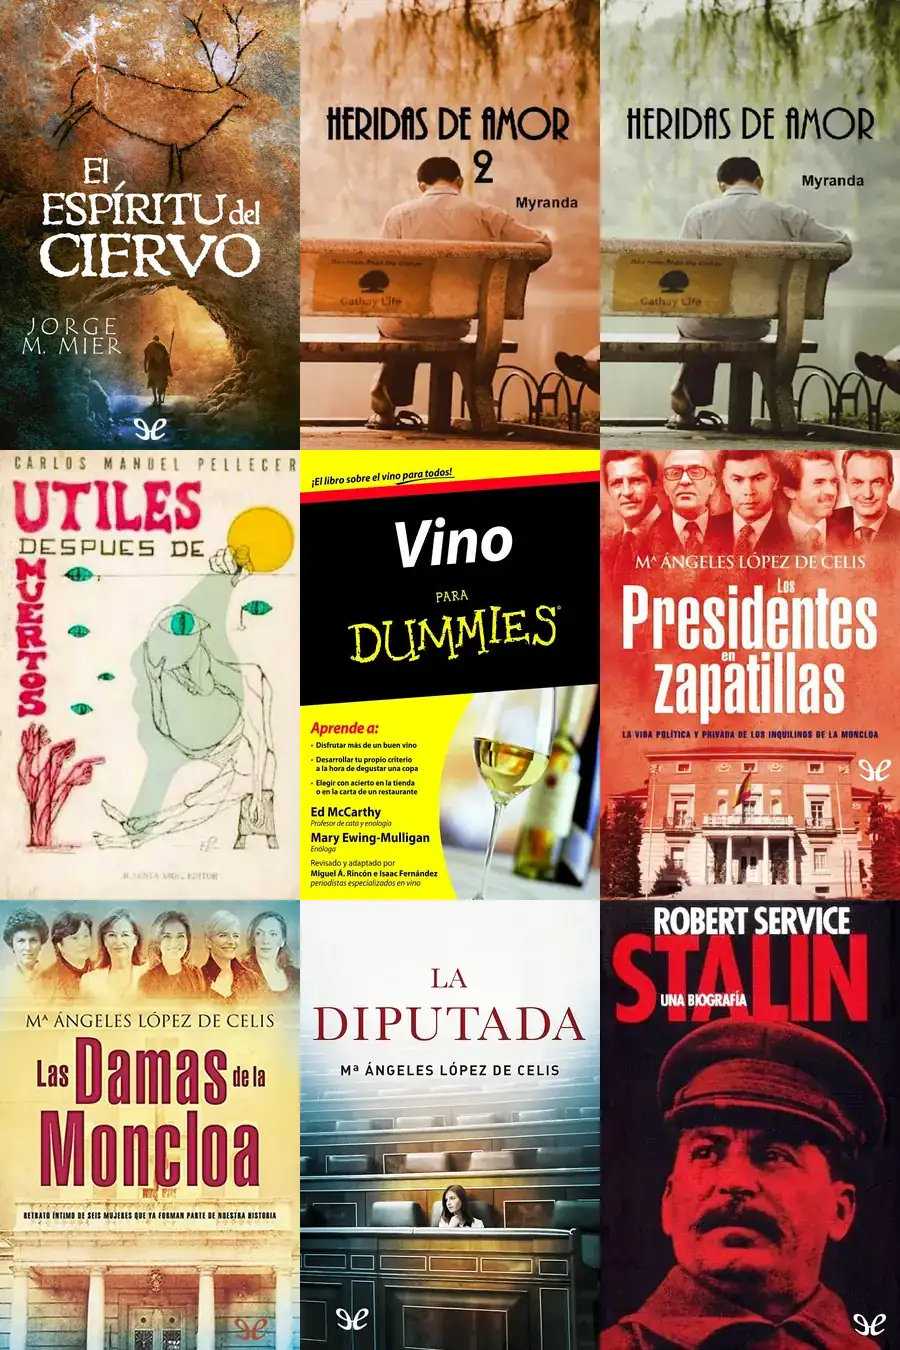 El
ESPÍRITU del
CIERVO
JORGE
M. MIER
HERIDAS DE AMOR
2
Myranda
Cathay Life
HERIDAS DE AMOR
Myranda
Cathay Life
CARLOS MANUEL PELLECER
UTILES
DESPUES DE
MUERTOS
¡El libro sobre el vino para todos!
Vino
PARA
DUMMIES®
Aprende a:
• Disfrutar más de un buen vino
• Desarrollar tu propio criterio
a la hora de degustar una copa
• Elegir con acierto en la tienda
o en la carta de un restaurante
Ed McCarthy
Profesor de cata y enología
Mary Ewing-Mulligan
Enóloga
Revisado y adaptado por
Miguel Á. Rincón e Isaac Fernández
periodistas especializados en vino
Mª ÁNGELES LÓPEZ DE CELIS
Los
Presidentes
en
zapatillas
LA VIDA POLÍTICA Y PRIVADA DE LOS INQUILINOS DE LA MONCLOA
Mª ÁNGELES LÓPEZ DE CELIS
Las Damas de la
Moncloa
RETRATO ÍNTIMO DE SEIS MUJERES QUE YA FORMAN PARTE DE NUESTRA HISTORIA
LA
DIPUTADA
Mª ÁNGELES LÓPEZ DE CELIS
ROBERT SERVICE
STALIN
UNA BIOGRAFÍA